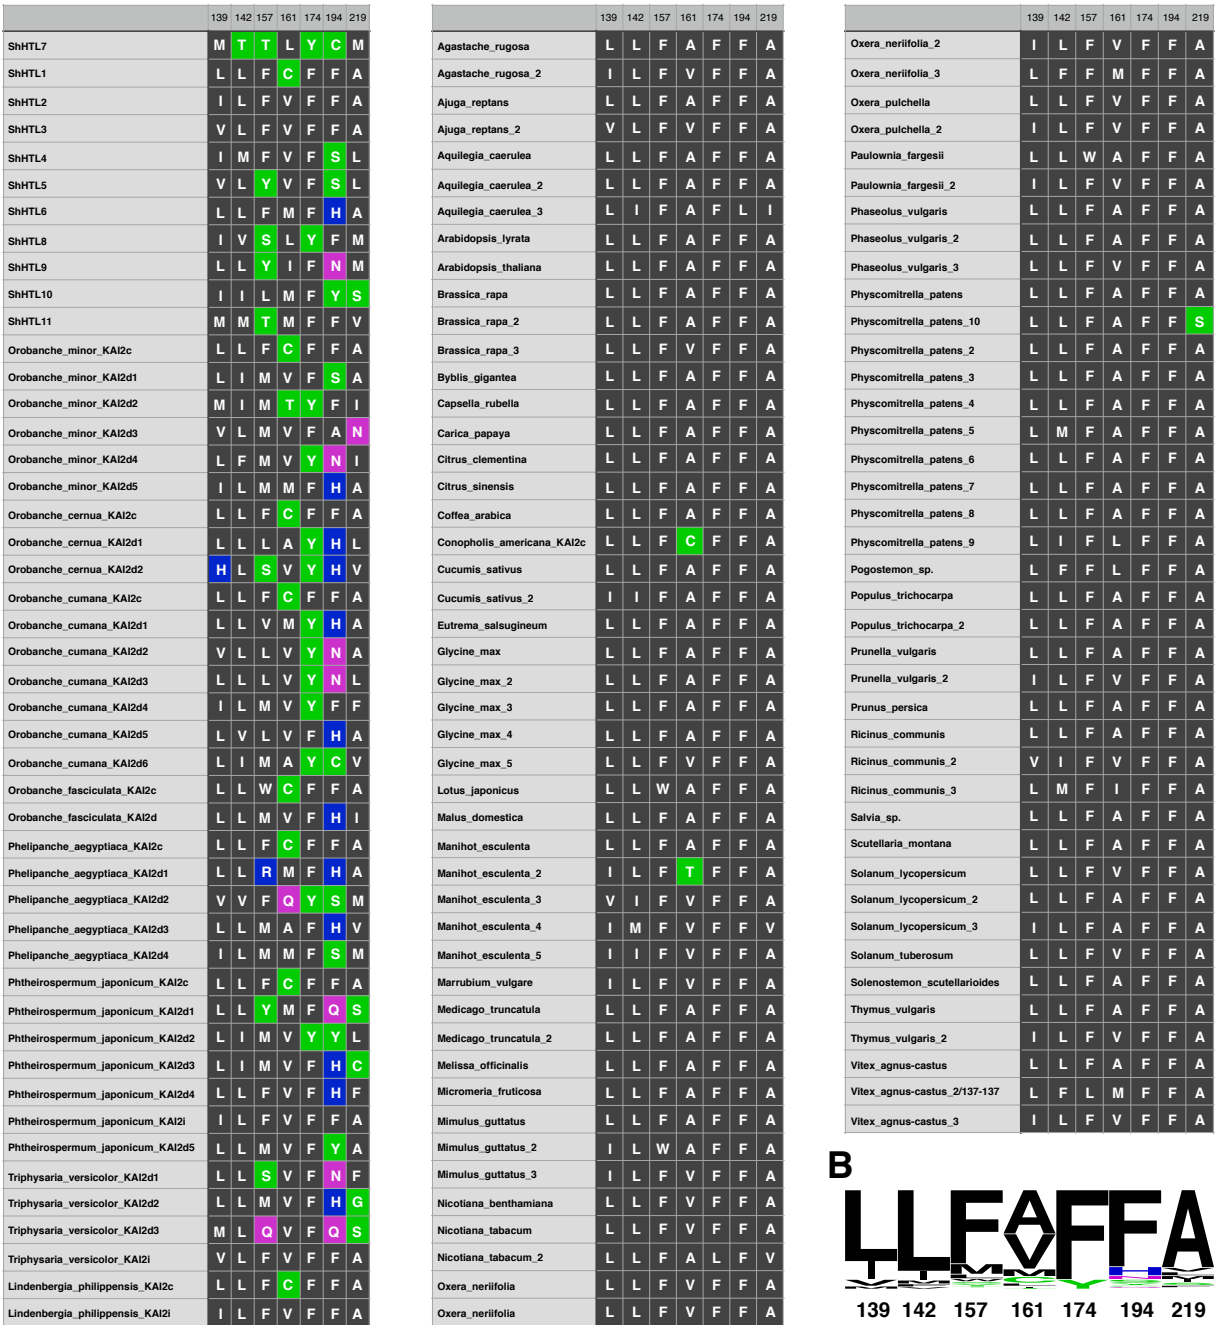 139 142 157 161 174 194 219
ShHTL7 M T T L Y C M
ShHTL1 L L F C F F A
ShHTL2 I L F V F F A
ShHTL3 V L F V F F A
ShHTL4 I M F V F S L
ShHTL5 V L Y V F S L
ShHTL6 L L F M F H A
ShHTL8 I V S L Y F M
ShHTL9 L L Y I F N M
ShHTL10 I I L M F Y S
ShHTL11 M M T M F F V
Orobanche_minor_KAI2c L L F C F F A
Orobanche_minor_KAI2d1 L I M V F S A
Orobanche_minor_KAI2d2 M I M T Y F I
Orobanche_minor_KAI2d3 V L M V F A N
Orobanche_minor_KAI2d4 L F M V Y N I
Orobanche_minor_KAI2d5 I L M M F H A
Orobanche_cernua_KAI2c L L F C F F A
Orobanche_cernua_KAI2d1 L L L A Y H L
Orobanche_cernua_KAI2d2 H L S V Y H V
Orobanche_cumana_KAI2c L L F C F F A
Orobanche_cumana_KAI2d1 L L V M Y H A
Orobanche_cumana_KAI2d2 V L L V Y N A
Orobanche_cumana_KAI2d3 L L L V Y N L
Orobanche_cumana_KAI2d4 I L M V Y F F
Orobanche_cumana_KAI2d5 L V L V F H A
Orobanche_cumana_KAI2d6 L I M A Y C V
Orobanche_fasciculata_KAI2c L L W C F F A
Orobanche_fasciculata_KAI2d L L M V F H I
Phelipanche_aegyptiaca_KAI2c L L F C F F A
Phelipanche_aegyptiaca_KAI2d1 L L R M F H A
Phelipanche_aegyptiaca_KAI2d2 V V F Q Y S M
Phelipanche_aegyptiaca_KAI2d3 L L M A F H V
Phelipanche_aegyptiaca_KAI2d4 I L M M F S M
Phtheirospermum_japonicum_KAI2c L L F C F F A
Phtheirospermum_japonicum_KAI2d1 L L Y M F Q S
Phtheirospermum_japonicum_KAI2d2 L I M V Y Y L
Phtheirospermum_japonicum_KAI2d3 L I M V F H C
Phtheirospermum_japonicum_KAI2d4 L L F V F H F
Phtheirospermum_japonicum_KAI2i I L F V F F A
Phtheirospermum_japonicum_KAI2d5 L L M V F Y A
Triphysaria_versicolor_KAI2d1 L L S V F N F
Triphysaria_versicolor_KAI2d2 L L M V F H G
Triphysaria_versicolor_KAI2d3 M L Q V F Q S
Triphysaria_versicolor_KAI2i V L F V F F A
Lindenbergia_philippensis_KAI2c L L F C F F A
Lindenbergia_philippensis_KAI2i I L F V F F A
139 142 157 161 174 194 219
Agastache_rugosa L L F A F F A
Agastache_rugosa_2 I L F V F F A
Ajuga_reptans L L F A F F A
Ajuga_reptans_2 V L F V F F A
Aquilegia_caerulea L L F A F F A
Aquilegia_caerulea_2 L L F A F F A
Aquilegia_caerulea_3 L I F A F L I
Arabidopsis_lyrata L L F A F F A
Arabidopsis_thaliana L L F A F F A
Brassica_rapa L L F A F F A
Brassica_rapa_2 L L F A F F A
Brassica_rapa_3 L L F V F F A
Byblis_gigantea L L F A F F A
Capsella_rubella L L F A F F A
Carica_papaya L L F A F F A
Citrus_clementina L L F A F F A
Citrus_sinensis L L F A F F A
Coffea_arabica L L F A F F A
Conopholis_americana_KAI2c L L F C F F A
Cucumis_sativus L L F A F F A
Cucumis_sativus_2 I I F A F F A
Eutrema_salsugineum L L F A F F A
Glycine_max L L F A F F A
Glycine_max_2 L L F A F F A
Glycine_max_3 L L F A F F A
Glycine_max_4 L L F A F F A
Glycine_max_5 L L F V F F A
Lotus_japonicus L L W A F F A
Malus_domestica L L F A F F A
Manihot_esculenta L L F A F F A
Manihot_esculenta_2 I L F T F F A
Manihot_esculenta_3 V I F V F F A
Manihot_esculenta_4 I M F V F F V
Manihot_esculenta_5 I I F V F F A
Marrubium_vulgare I L F V F F A
Medicago_truncatula L L F A F F A
Medicago_truncatula_2 I L F V F F A
Melissa_officinalis L L F A F F A
Micromeria_fruticosa L L F A F F A
Mimulus_guttatus L L F A F F A
Mimulus_guttatus_2 I L W A F F A
Mimulus_guttatus_3 I L F V F F A
Nicotiana_benthamiana L L F V F F A
Nicotiana_tabacum L L F V F F A
Nicotiana_tabacum_2 L L F A L F V
Oxera_neriifolia L L F A F F A
Oxera_neriifolia L L F V F F A
139 142 157 161 174 194 219
Oxera_neriifolia_2 I L F V F F A
Oxera_neriifolia_3 L F F M F F A
Oxera_pulchella L L F V F F A
Oxera_pulchella_2 I L F V F F A
Paulownia_fargesii L L W A F F A
Paulownia_fargesii_2 I L F V F F A
Phaseolus_vulgaris L L F A F F A
Phaseolus_vulgaris_2 L L F A F F A
Phaseolus_vulgaris_3 L L F V F F A
Physcomitrella_patens L L F A F F A
Physcomitrella_patens_10 L L F A F F S
Physcomitrella_patens_2 L L F A F F A
Physcomitrella_patens_3 L L F A F F A
Physcomitrella_patens_4 L L F A F F A
Physcomitrella_patens_5 L M F A F F A
Physcomitrella_patens_6 L L F A F F A
Physcomitrella_patens_7 L L F A F F A
Physcomitrella_patens_8 L L F A F F A
Physcomitrella_patens_9 L I F L F F A
Pogostemon_sp. L F F L F F A
Populus_trichocarpa L L F A F F A
Populus_trichocarpa_2 L L F A F F A
Prunella_vulgaris L L F A F F A
Prunella_vulgaris_2 I L F V F F A
Prunus_persica L L F A F F A
Ricinus_communis L L F A F F A
Ricinus_communis_2 V I F V F F A
Ricinus_communis_3 L M F I F F A
Salvia_sp. L L F A F F A
Scutellaria_montana L L F A F F A
Solanum_lycopersicum L L F V F F A
Solanum_lycopersicum_2 L L F A F F A
Solanum_lycopersicum_3 I L F A F F A
Solanum_tuberosum L L F V F F A
Solenostemon_scutellarioides L L F A F F A
Thymus_vulgaris L L F A F F A
Thymus_vulgaris_2 I L F V F F A
Vitex_agnus-castus L L F A F F A
Vitex_agnus-castus_2/137-137 L F L M F F A
Vitex_agnus-castus_3 I L F V F F A
B
L L F A F F A
139 142 157 161 174 194 219